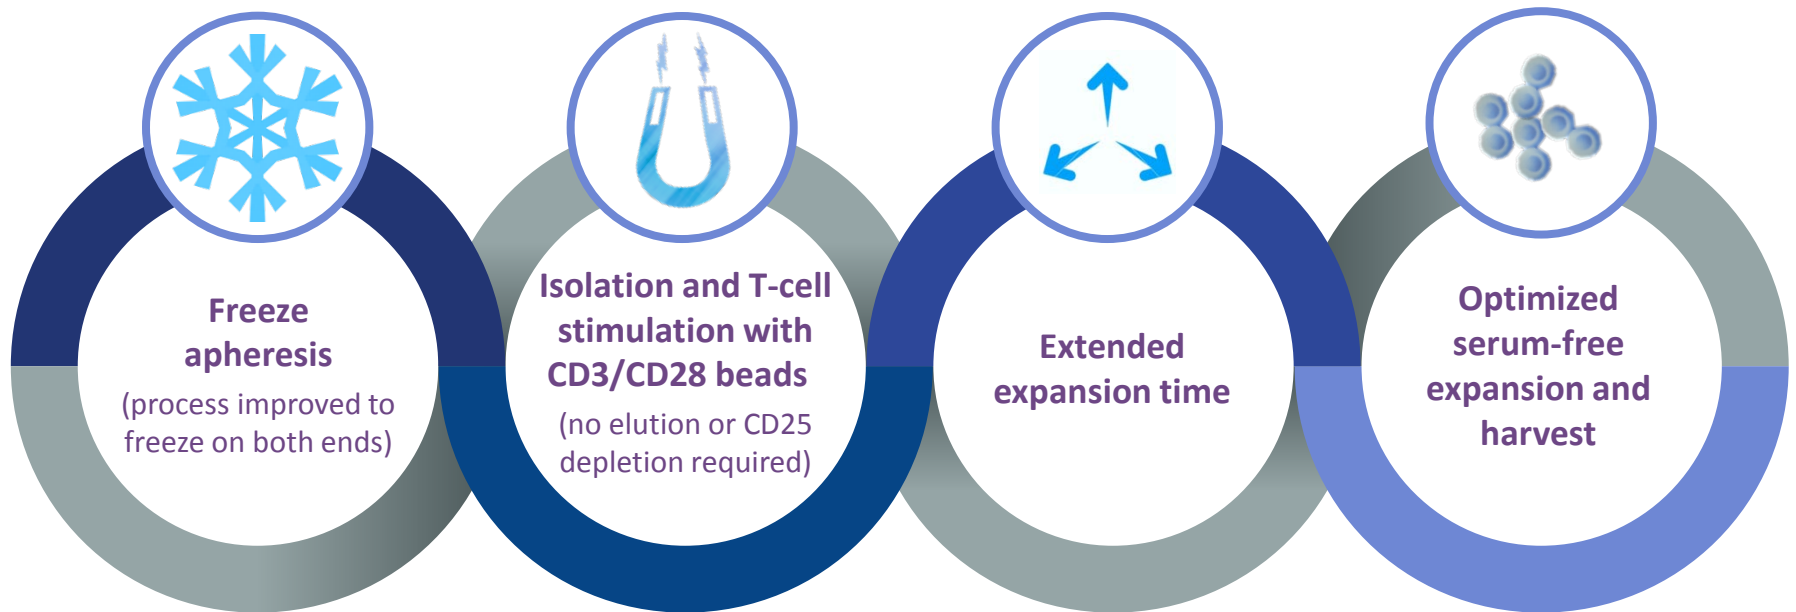 Freeze
apheresis
(process improved to
freeze on both ends)
Isolation and T-cell
stimulation with
CD3/CD28 beads
(no elution or CD25
depletion required)
Extended
expansion time
Optimized
serum-free
expansion and
harvest